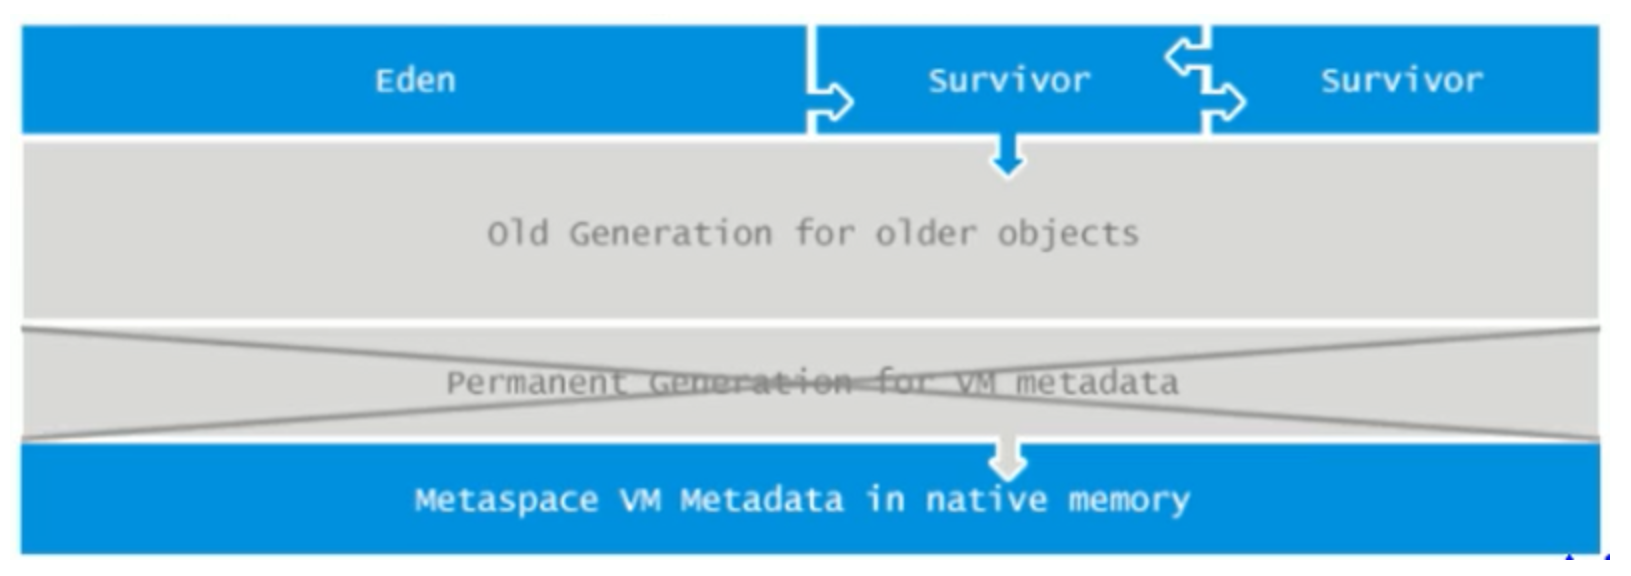 Eden
Survivor
Survivor
Old Generation for older objects
Permanent Generation for VM metadata
Metaspace VM Metadata in native memory